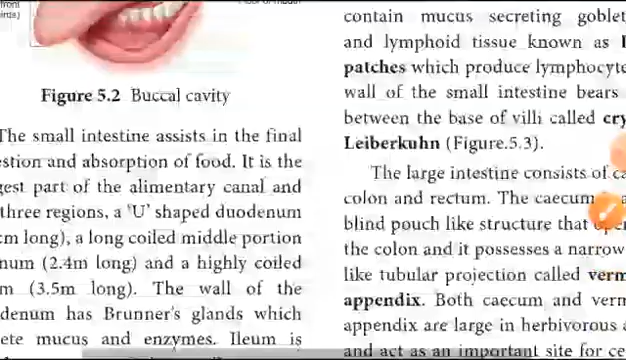 front
Figure 5.2 Buccal cavity
The small intestine assists in the final
estion and absorption of food. It is the
gest part of the alimentary canal and
three regions, a 'U' shaped duodenum
cm long), a long coiled middle portion
num (2.4m long) and a highly coiled
m (3.5m long). The wall of the
denum has Brunner's glands which
ete mucus and enzymes. Ileum is
contain mucus secreting goblet
and lymphoid tissue known as
patches which produce lymphocyte
wall of the small intestine bears
between the base of villi called cry
Leiberkuhn (Figure.5.3).
The large intestine consists of ca
colon and rectum. The caecum
blind pouch like structure that
the colon and it possesses a narrow
like tubular projection called verm
appendix. Both caecum and verm
appendix are large in herbivorous a
and act as an important site for ce